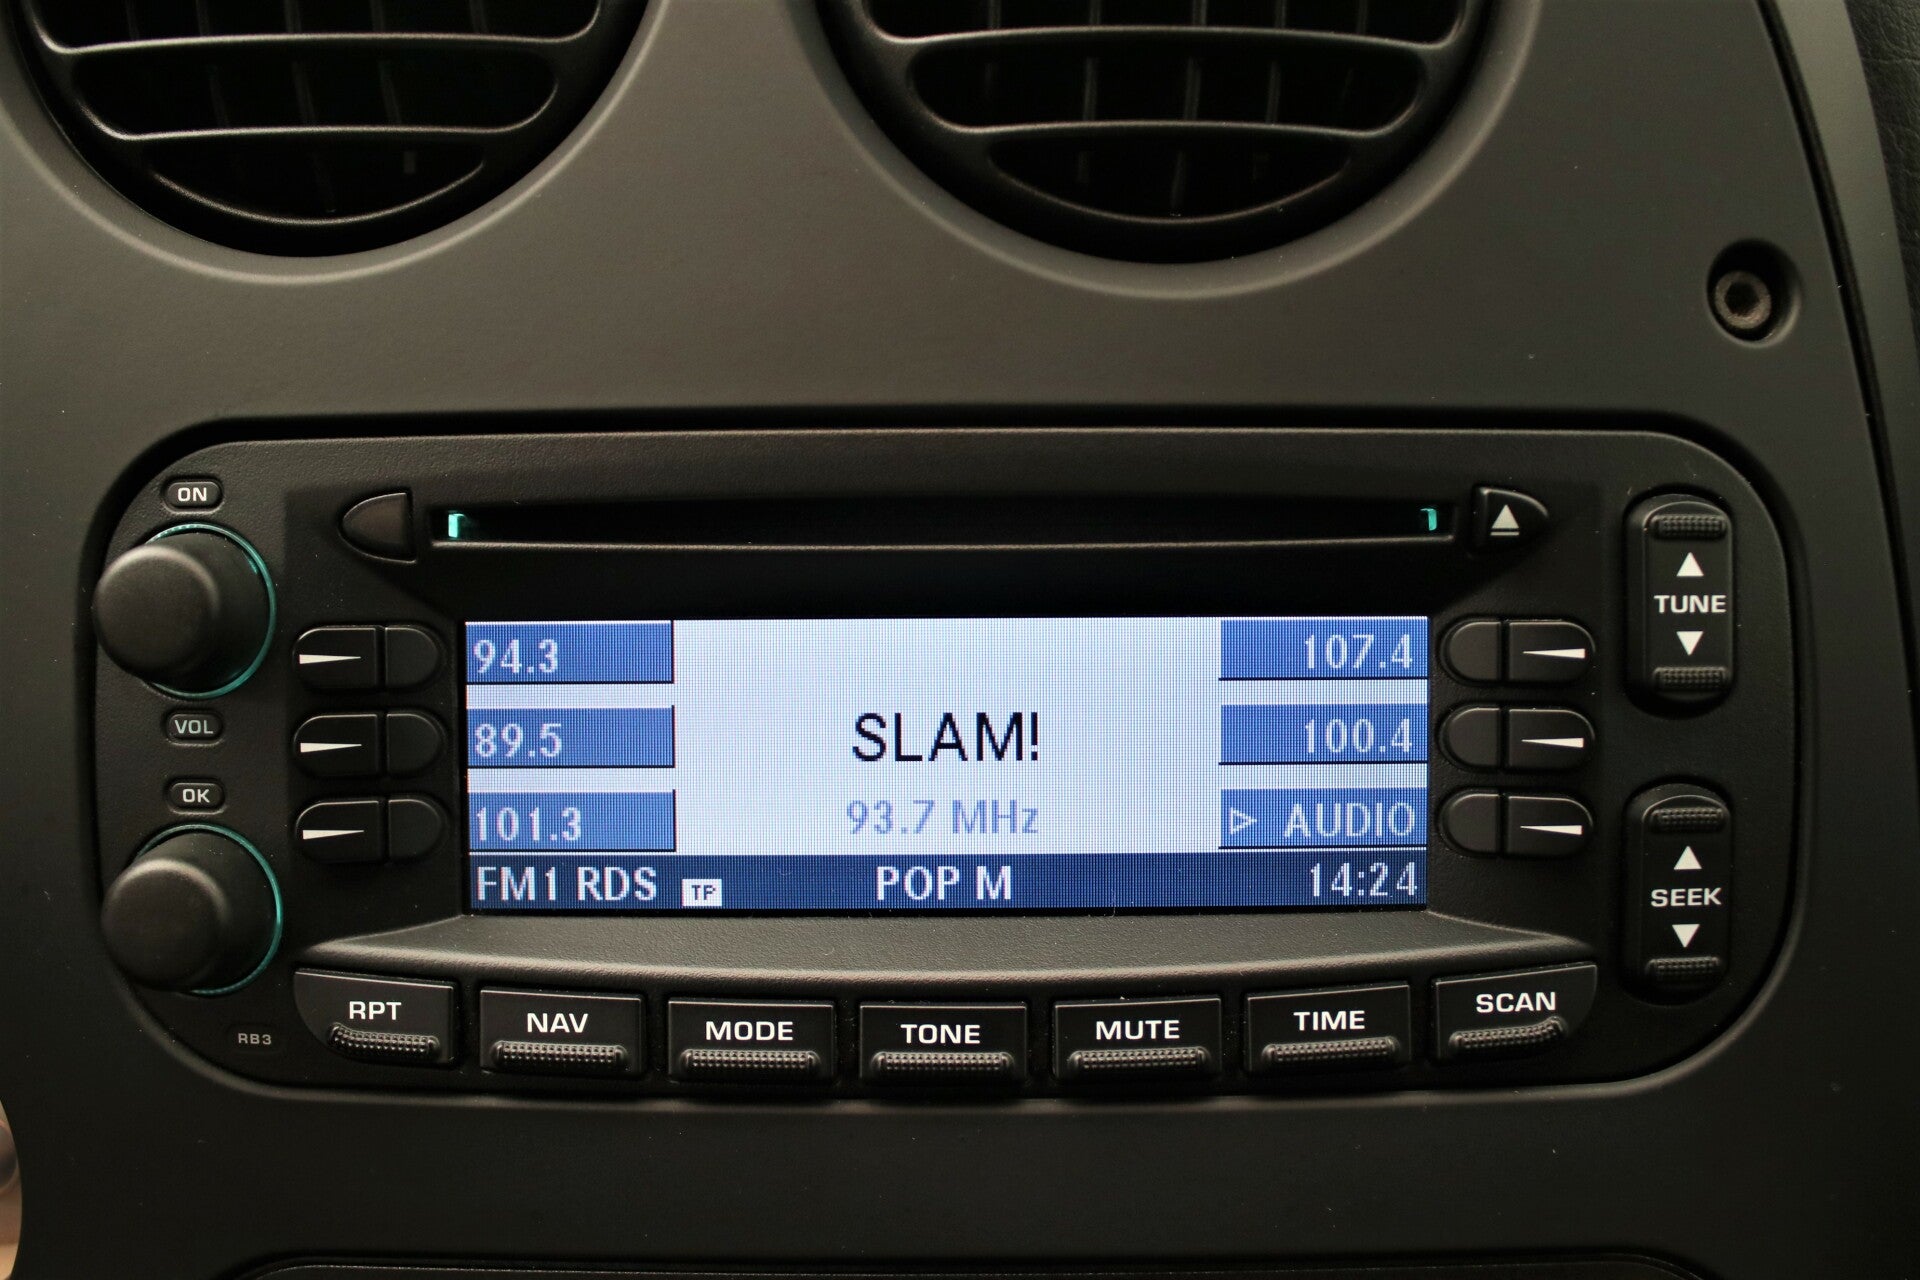 ON
VOL
OK
TUNE
SEEK
94.3
107.4
SLAM!
89.5
100.4
93.7 MHz
101.3
AUDIO
FM1 RDS TP POP M 14:24
RPT NAV MODE TONE MUTE TIME SCAN
RB3